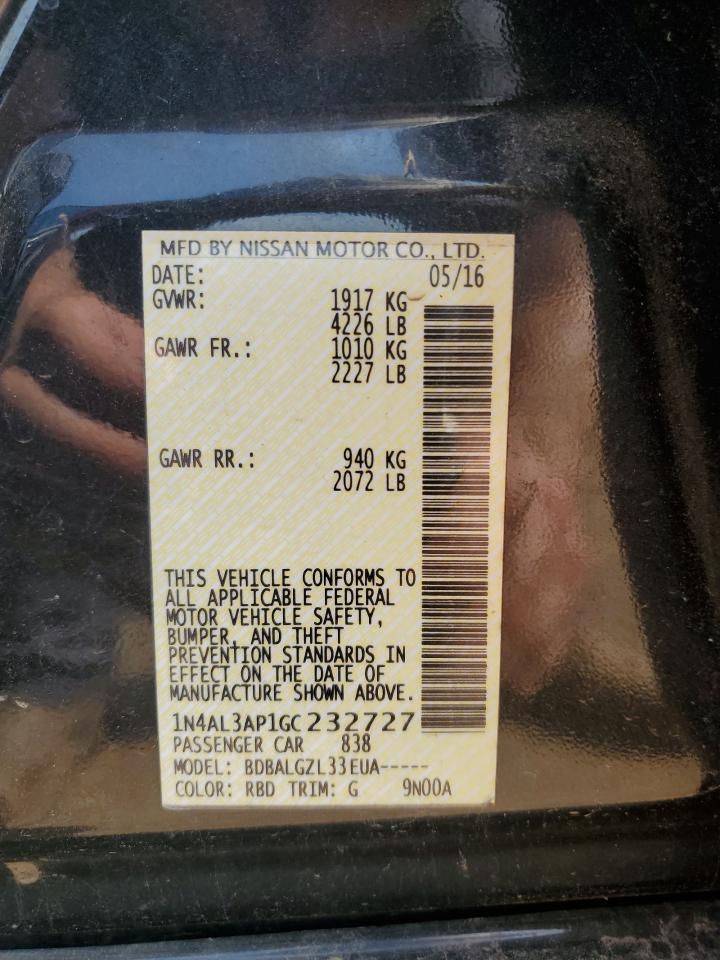 MFD BY NISSAN MOTOR CO., LTD.
DATE: 05/16
GVWR: 1917 KG
4226 LB
GAWR FR.: 1010 KG
2227 LB
GAWR RR.: 940 KG
2072 LB
THIS VEHICLE CONFORMS TO
ALL APPLICABLE FEDERAL
MOTOR VEHICLE SAFETY,
BUMPER, AND THEFT
PREVENTION STANDARDS IN
EFFECT ON THE DATE OF
MANUFACTURE SHOWN ABOVE.
1N4AL3AP1GC232727
PASSENGER CAR 838
MODEL: BDBALGZL33EUA-----
COLOR: RBD TRIM: G 9N00A